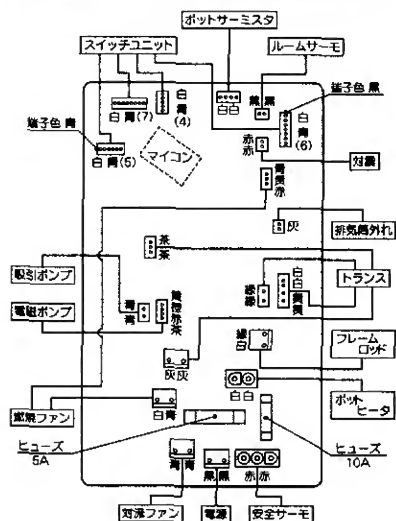 ポットサーミスタ
スイッチユニット
ルームサーモ
端子色 黒
白
青
(4)
白白
黒黒
白
青
(6)
白青(7)
端子色 青
白 青(5)
マイコン
赤
赤
対震
青
黄
赤
灰
排気筒外れ
茶
茶
吸引ポンプ
トランス
白
白
黄
黄
緑
緑
電磁ポンプ
青
青
黄
橙
赤
茶
緑
白
フレーム
ロッド
灰灰
燃焼ファン
白青
白白
ポット
ヒータ
ヒューズ
5A
ヒューズ
10A
青青
黒黒
赤赤
対流ファン
電源
安全サーモ